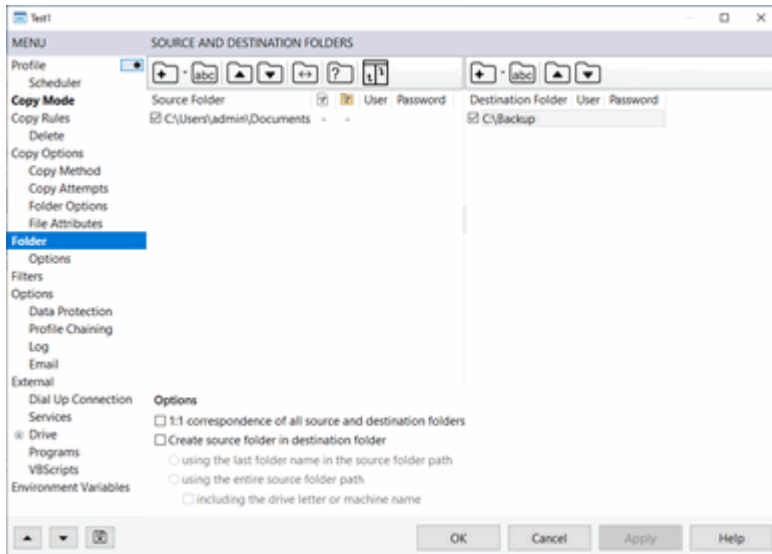 Test1
MENU
SOURCE AND DESTINATION FOLDERS
Profile
Scheduler
Copy Mode
Copy Rules
Delete
Copy Options
Copy Method
Copy Attempts
Folder Options
File Attributes
Folder
Options
Filters
Options
Data Protection
Profile Chaining
Log
Email
External
Dial Up Connection
Services
Drive
Programs
VBScripts
Environment Variables
abc
?
Source Folder User Password
C:\Users\admin\Documents - -
abc
Destination Folder User Password
C:\Backup
Options
1:1 correspondence of all source and destination folders
Create source folder in destination folder
using the last folder name in the source folder path
using the entire source folder path
including the drive letter or machine name
OK Cancel Apply Help